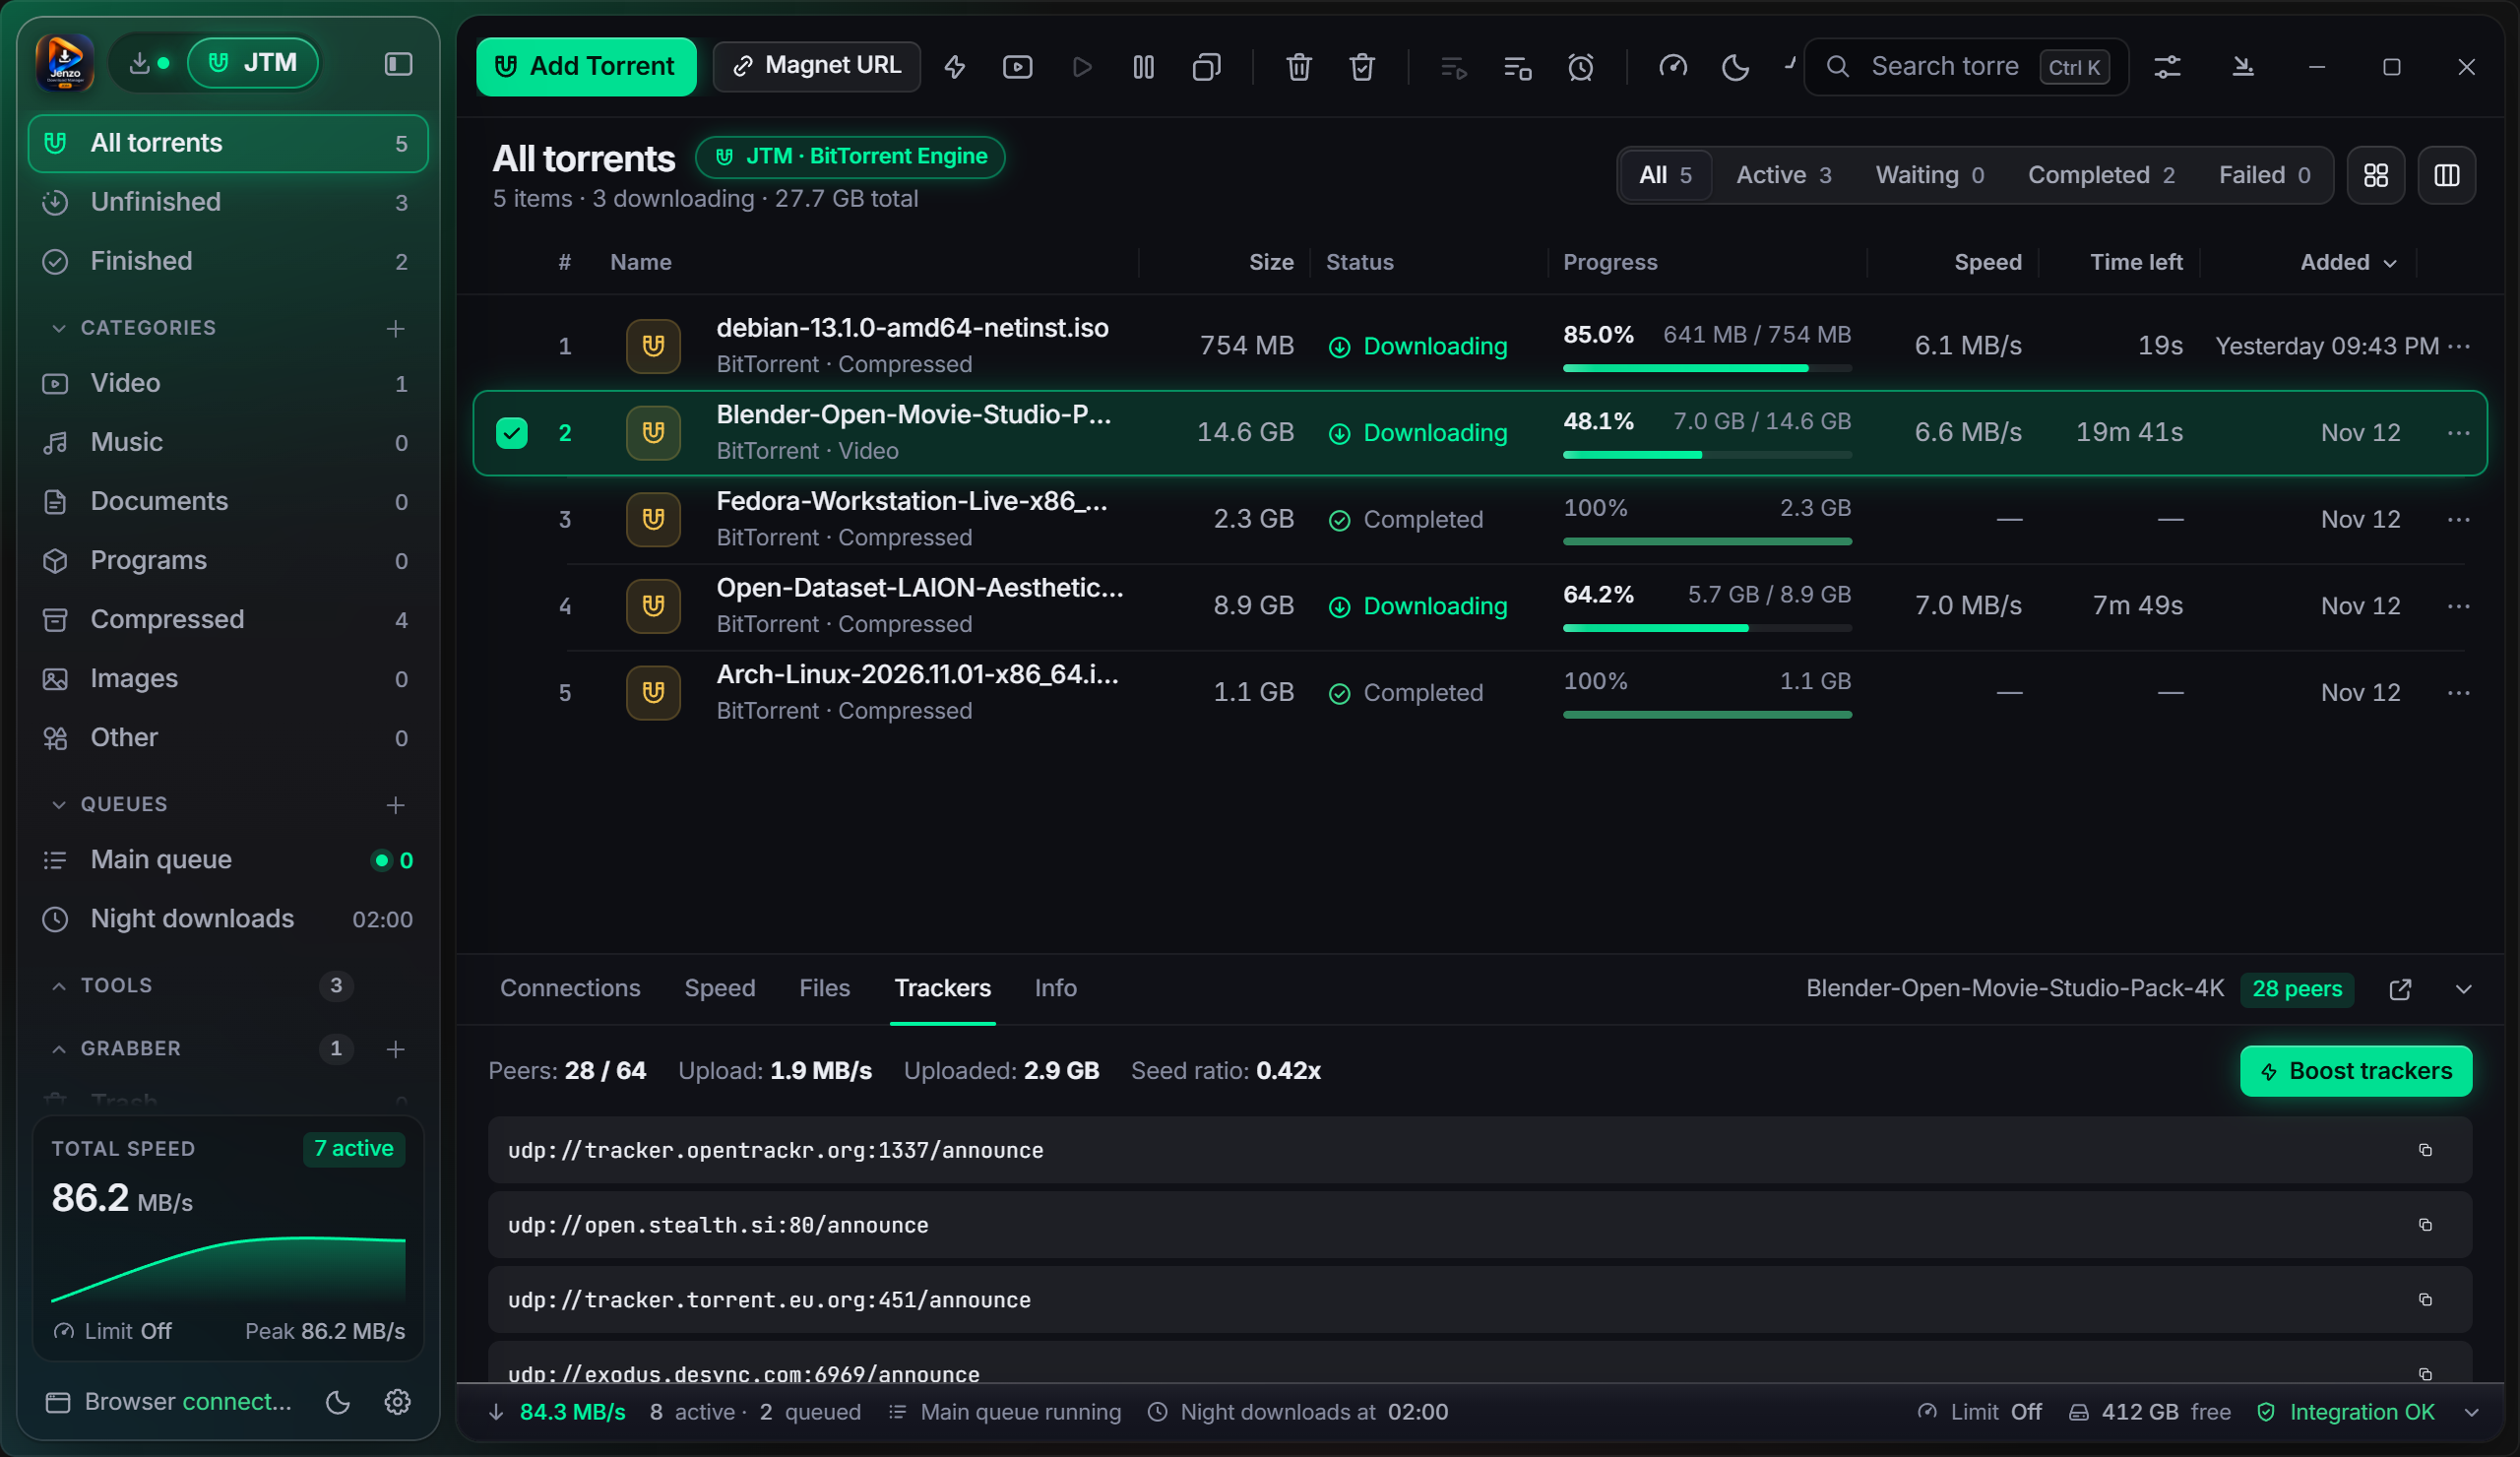 Jenzo
JTM
Add Torrent
Magnet URL
Search torre
Ctrl K
All torrents 5
Unfinished 3
Finished 2
CATEGORIES
Video 1
Music 0
Documents 0
Programs 0
Compressed 4
Images 0
Other 0
QUEUES
Main queue 0
Night downloads 02:00
TOOLS 3
GRABBER 1
Trash 0
TOTAL SPEED 7 active
86.2 MB/s
Limit Off Peak 86.2 MB/s
Browser connect...
All torrents JTM · BitTorrent Engine
5 items · 3 downloading · 27.7 GB total
All 5 Active 3 Waiting 0 Completed 2 Failed 0
# Name Size Status Progress Speed Time left Added
1 debian-13.1.0-amd64-netinst.iso 754 MB Downloading 85.0% 641 MB / 754 MB 6.1 MB/s 19s Yesterday 09:43 PM ...
BitTorrent · Compressed
2 Blender-Open-Movie-Studio-P... 14.6 GB Downloading 48.1% 7.0 GB / 14.6 GB 6.6 MB/s 19m 41s Nov 12 ...
BitTorrent · Video
3 Fedora-Workstation-Live-x86_... 2.3 GB Completed 100% 2.3 GB — — Nov 12 ...
BitTorrent · Compressed
4 Open-Dataset-LAION-Aesthetic... 8.9 GB Downloading 64.2% 5.7 GB / 8.9 GB 7.0 MB/s 7m 49s Nov 12 ...
BitTorrent · Compressed
5 Arch-Linux-2026.11.01-x86_64.i... 1.1 GB Completed 100% 1.1 GB — — Nov 12 ...
BitTorrent · Compressed
Connections Speed Files Trackers Info Blender-Open-Movie-Studio-Pack-4K 28 peers
Peers: 28 / 64 Upload: 1.9 MB/s Uploaded: 2.9 GB Seed ratio: 0.42x Boost trackers
udp://tracker.opentrackr.org:1337/announce
udp://open.stealth.si:80/announce
udp://tracker.torrent.eu.org:451/announce
udp://exodus.desync.com:6969/announce
84.3 MB/s 8 active · 2 queued Main queue running Night downloads at 02:00 Limit Off 412 GB free Integration OK